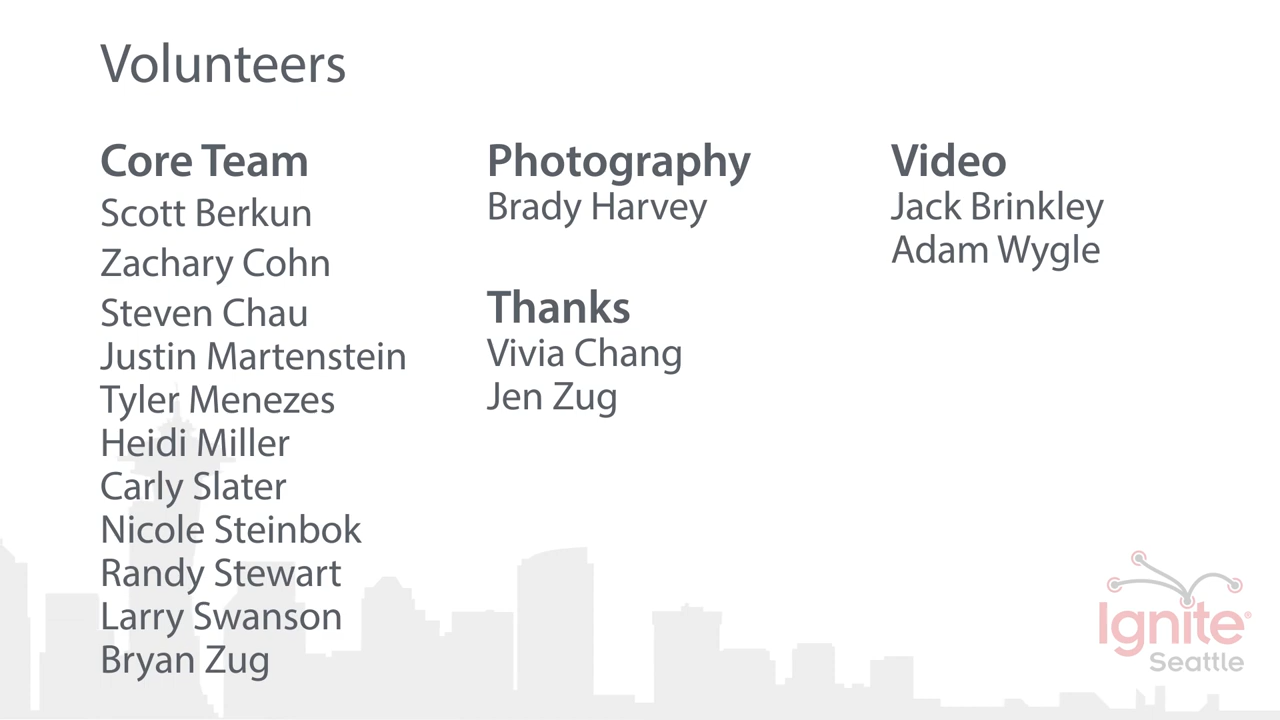 Volunteers
Core Team
Scott Berkun
Zachary Cohn
Steven Chau
Justin Martenstein
Tyler Menezes
Heidi Miller
Carly Slater
Nicole Steinbok
Randy Stewart
Larry Swanson
Bryan Zug
Photography
Brady Harvey
Thanks
Vivia Chang
Jen Zug
Video
Jack Brinkley
Adam Wygle
Ignite®
Seattle